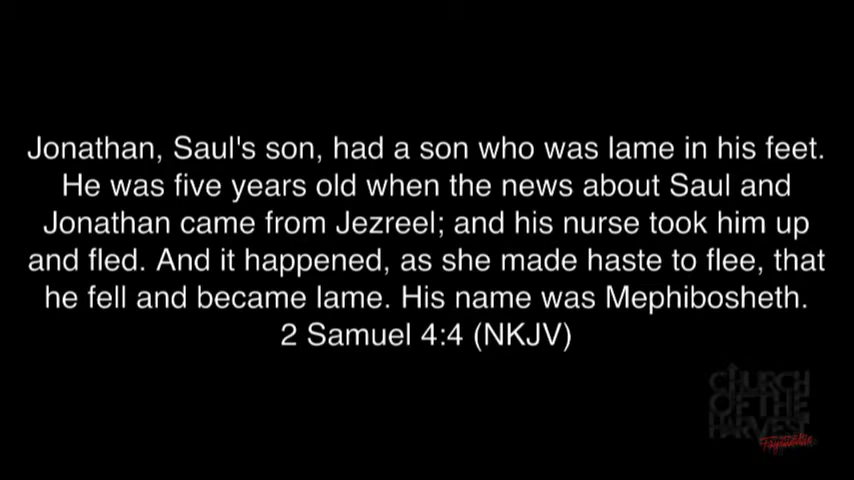 Jonathan, Saul's son, had a son who was lame in his feet.
He was five years old when the news about Saul and
Jonathan came from Jezreel; and his nurse took him up
and fled. And it happened, as she made haste to flee, that
he fell and became lame. His name was Mephibosheth.
2 Samuel 4:4 (NKJV)
CHURCH
OF THE
HARVEST